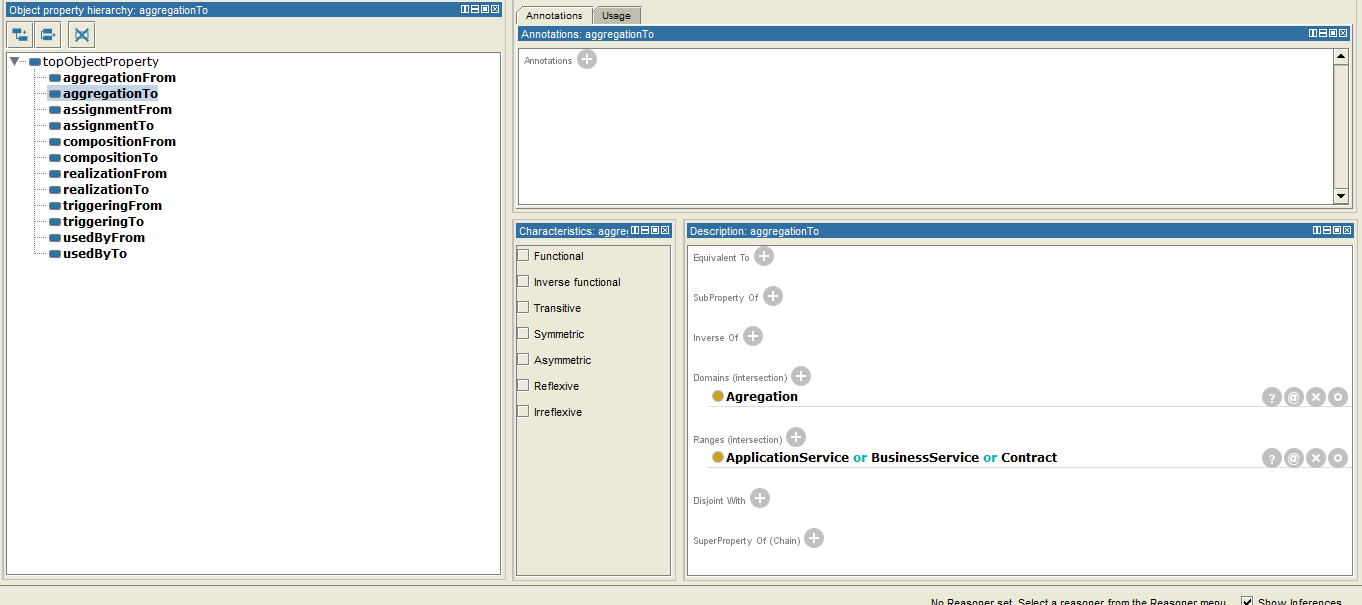 Object property hierarchy: aggregationTo
topObjectProperty
aggregationFrom
aggregationTo
assignmentFrom
assignmentTo
compositionFrom
compositionTo
realizationFrom
realizationTo
triggeringFrom
triggeringTo
usedByFrom
usedByTo
Annotations Usage
Annotations: aggregationTo
Annotations
Characteristics: aggreg
Functional
Inverse functional
Transitive
Symmetric
Asymmetric
Reflexive
Irreflexive
Description: aggregationTo
Equivalent To
SubProperty Of
Inverse Of
Domains (intersection)
Agregation
? @
Ranges (intersection)
ApplicationService or BusinessService or Contract
? @
Disjoint With
SuperProperty Of (Chain)
No Reasoner set. Select a reasoner from the Reasoner menu
Show Inferences